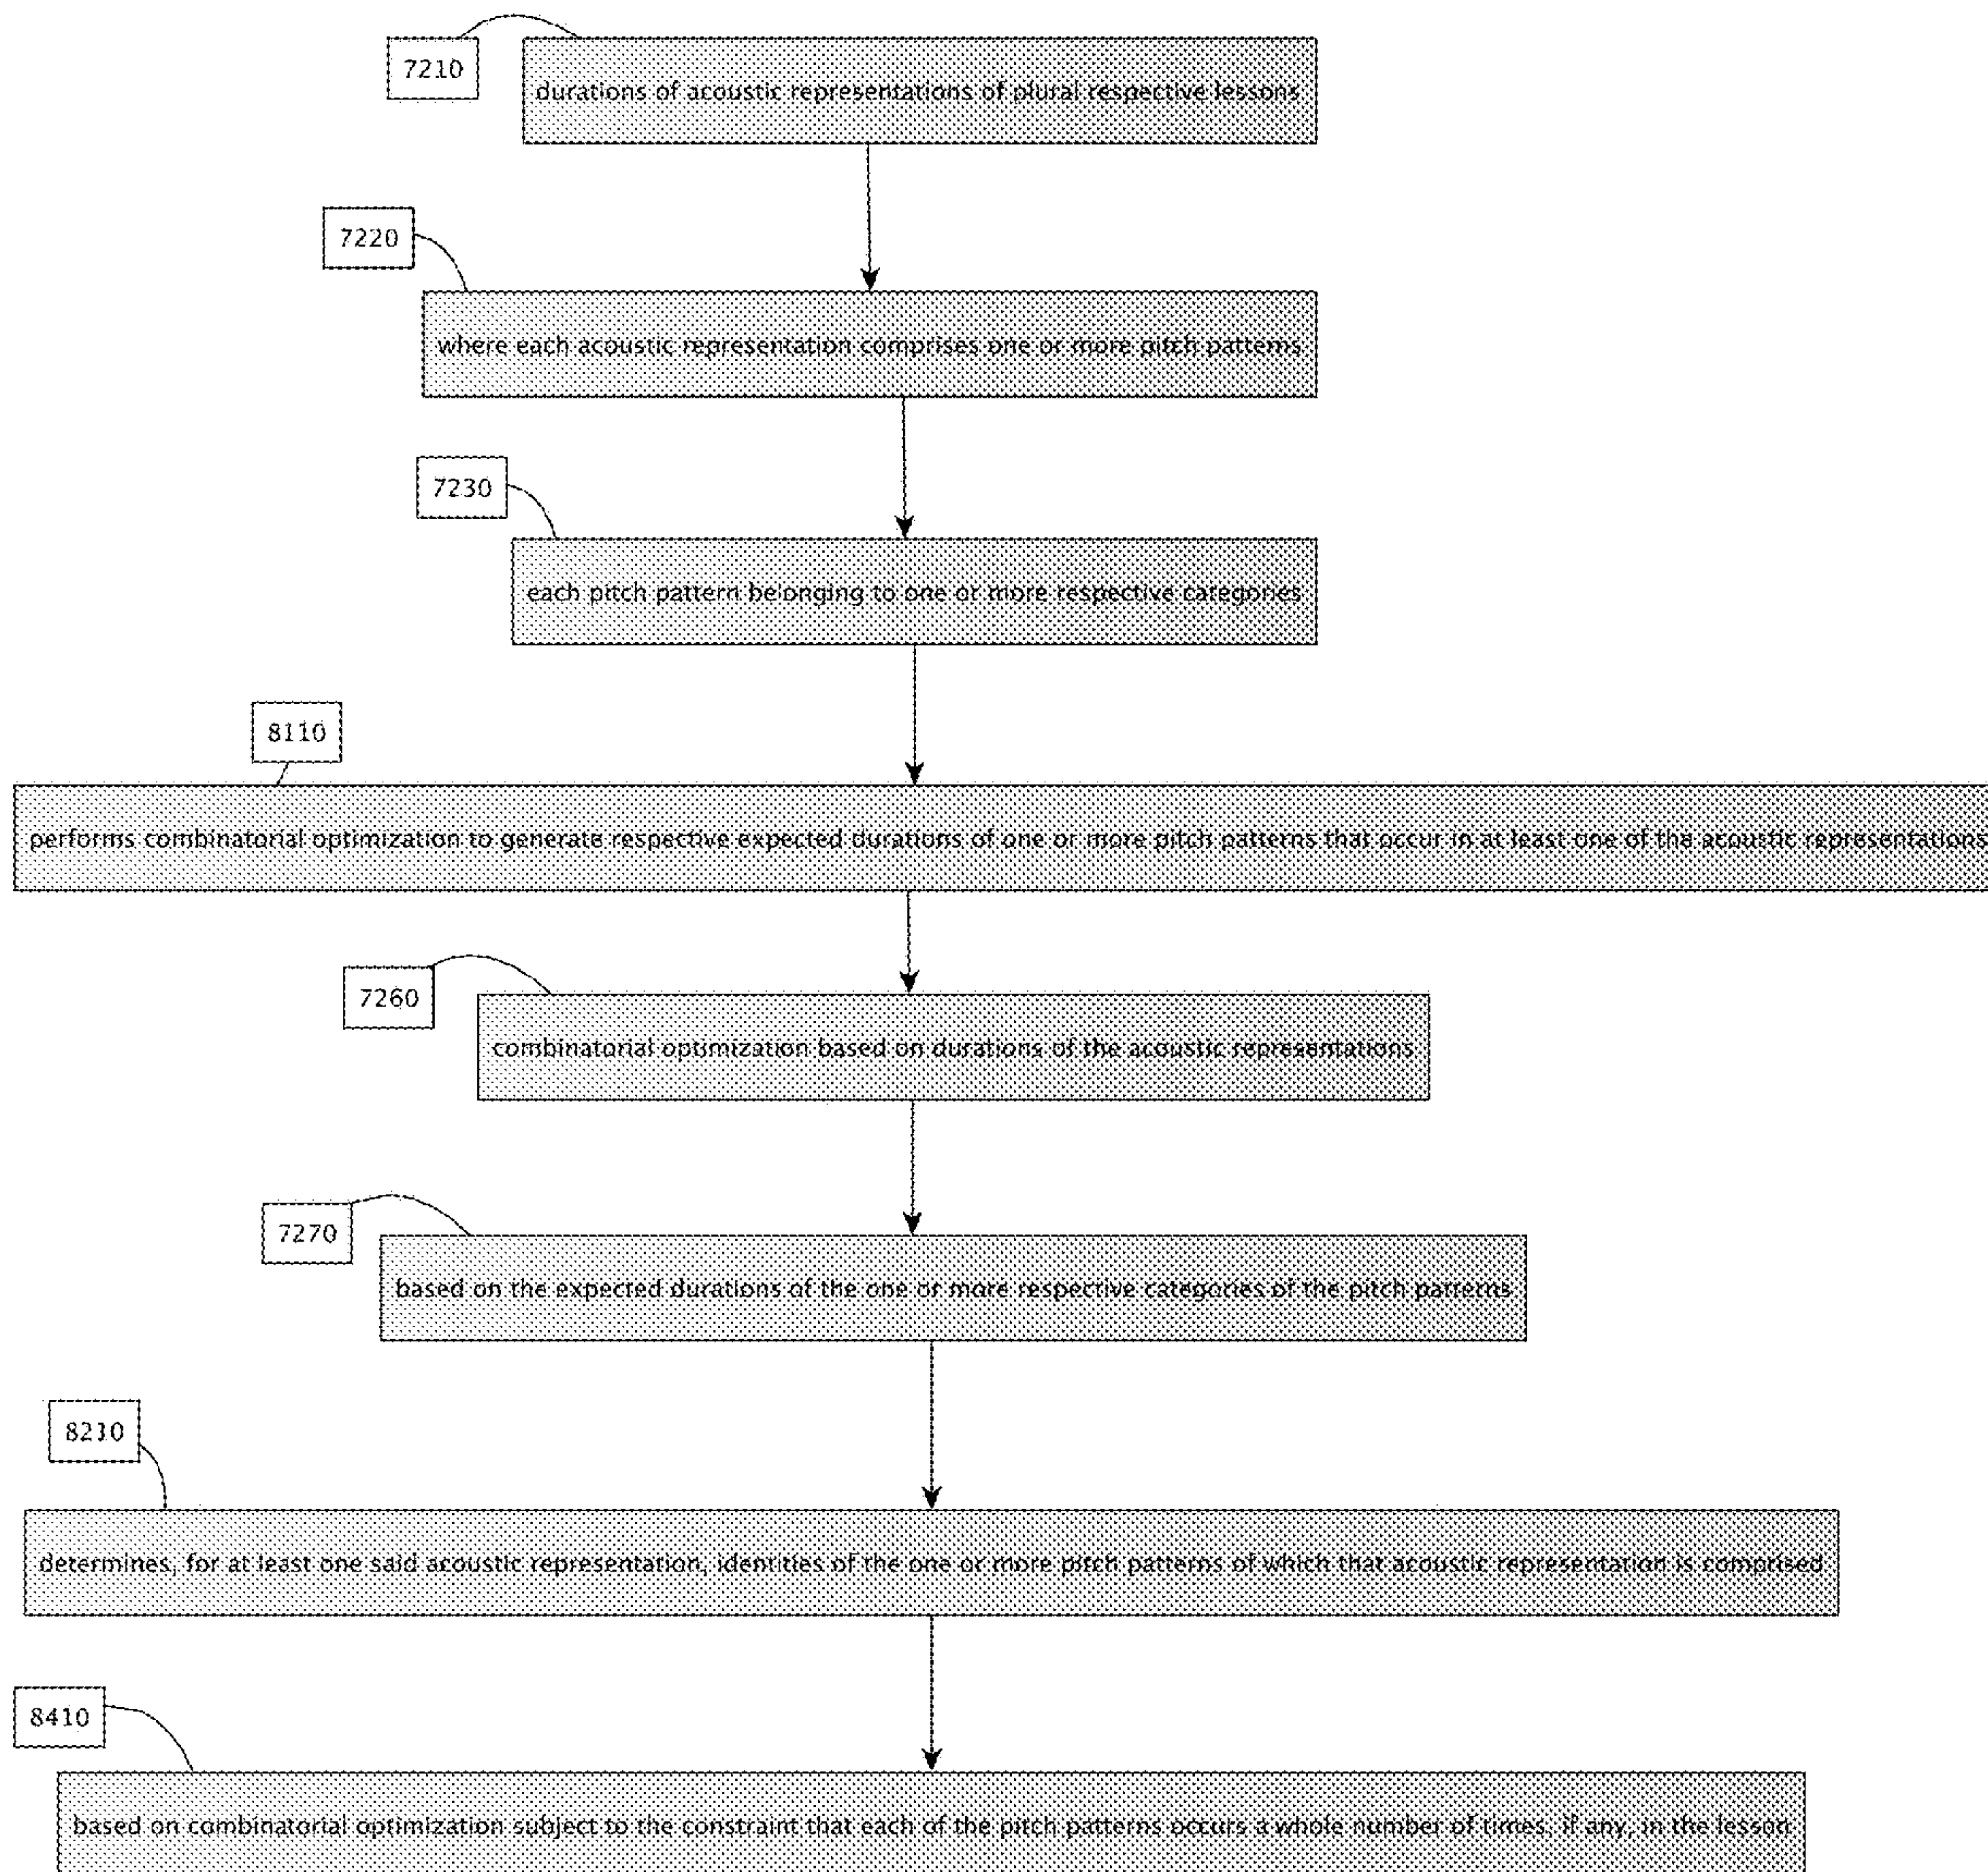 7210
durations of acoustic representations of plural respective lessons
7220
where each acoustic representation comprises one or more pitch patterns
7230
each pitch pattern belonging to one or more respective categories
8110
performs combinatorial optimization to generate respective expected durations of one or more pitch patterns that occur in at least one of the acoustic representations
7260
combinatorial optimization based on durations of the acoustic representations
7270
based on the expected durations of the one or more respective categories of the pitch patterns
8210
determines, for at least one said acoustic representation, identities of the one or more pitch patterns of which that acoustic representation is comprised
8410
based on combinatorial optimization subject to the constraint that each of the pitch patterns occurs a whole number of times, if any, in the lesson